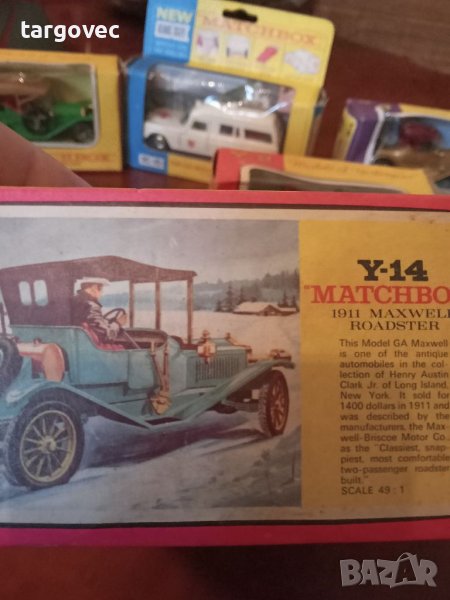 targovec
NEW
MATCHBOX
Y-14
"MATCHBO
1911 MAXWELL
ROADSTER
This Model GA Maxwell
is one of the antique
automobiles in the col-
lection of Henry Austin
Clark Jr. of Long Island,
New York. It sold for
1400 dollars in 1911 and
was described by the
manufacturers, the Max-
well-Briscoe Motor Co.,
as the "Classiest, snap-
piest, most comfortable
two-passenger roadster
built."
SCALE 49 : 1
BAZAR